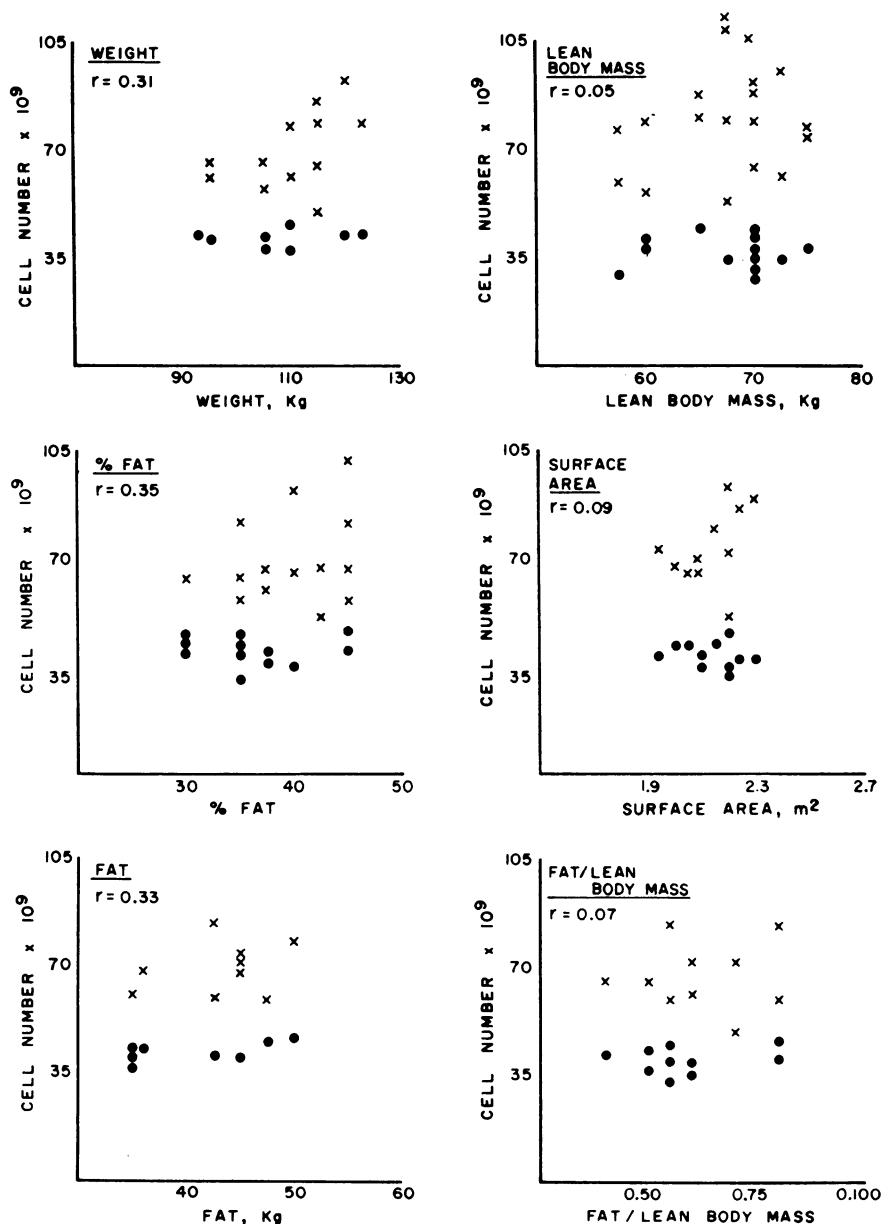 WEIGHT
r = 0.31
105
70
35
CELL NUMBER x 10⁹
90 110 130
WEIGHT, Kg
LEAN
BODY MASS
r = 0.05
105
70
35
CELL NUMBER x 10⁹
60 70 80
LEAN BODY MASS, Kg
% FAT
r = 0.35
105
70
35
CELL NUMBER x 10⁹
30 40 50
% FAT
SURFACE
AREA
r = 0.09
105
70
35
CELL NUMBER x 10⁹
1.9 2.3 2.7
SURFACE AREA, m²
FAT
r = 0.33
105
70
35
CELL NUMBER x 10⁹
40 50 60
FAT, Kg
FAT/LEAN
BODY MASS
r = 0.07
105
70
35
CELL NUMBER x 10⁹
0.50 0.75 0.100
FAT/LEAN BODY MASS